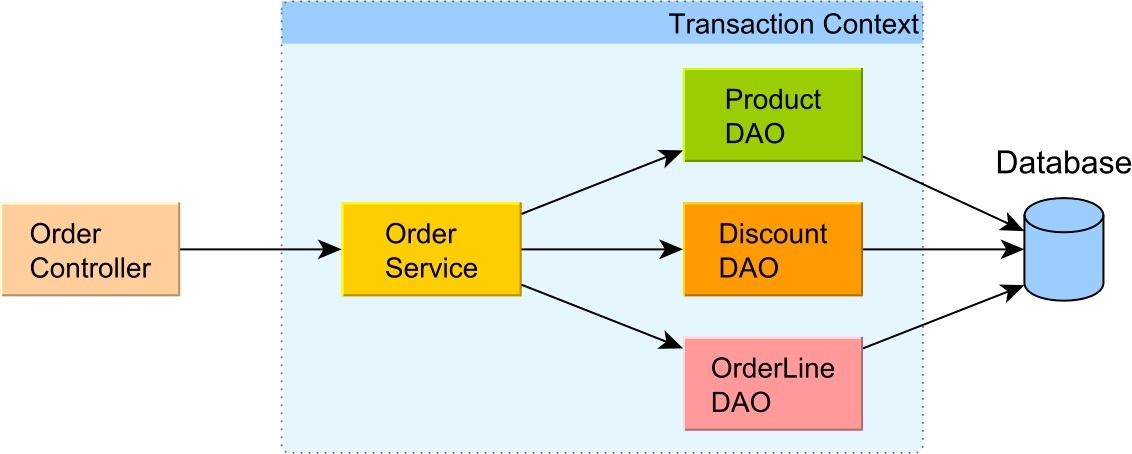 Transaction Context
Product
DAO
Database
Order
Controller
Order
Service
Discount
DAO
OrderLine
DAO